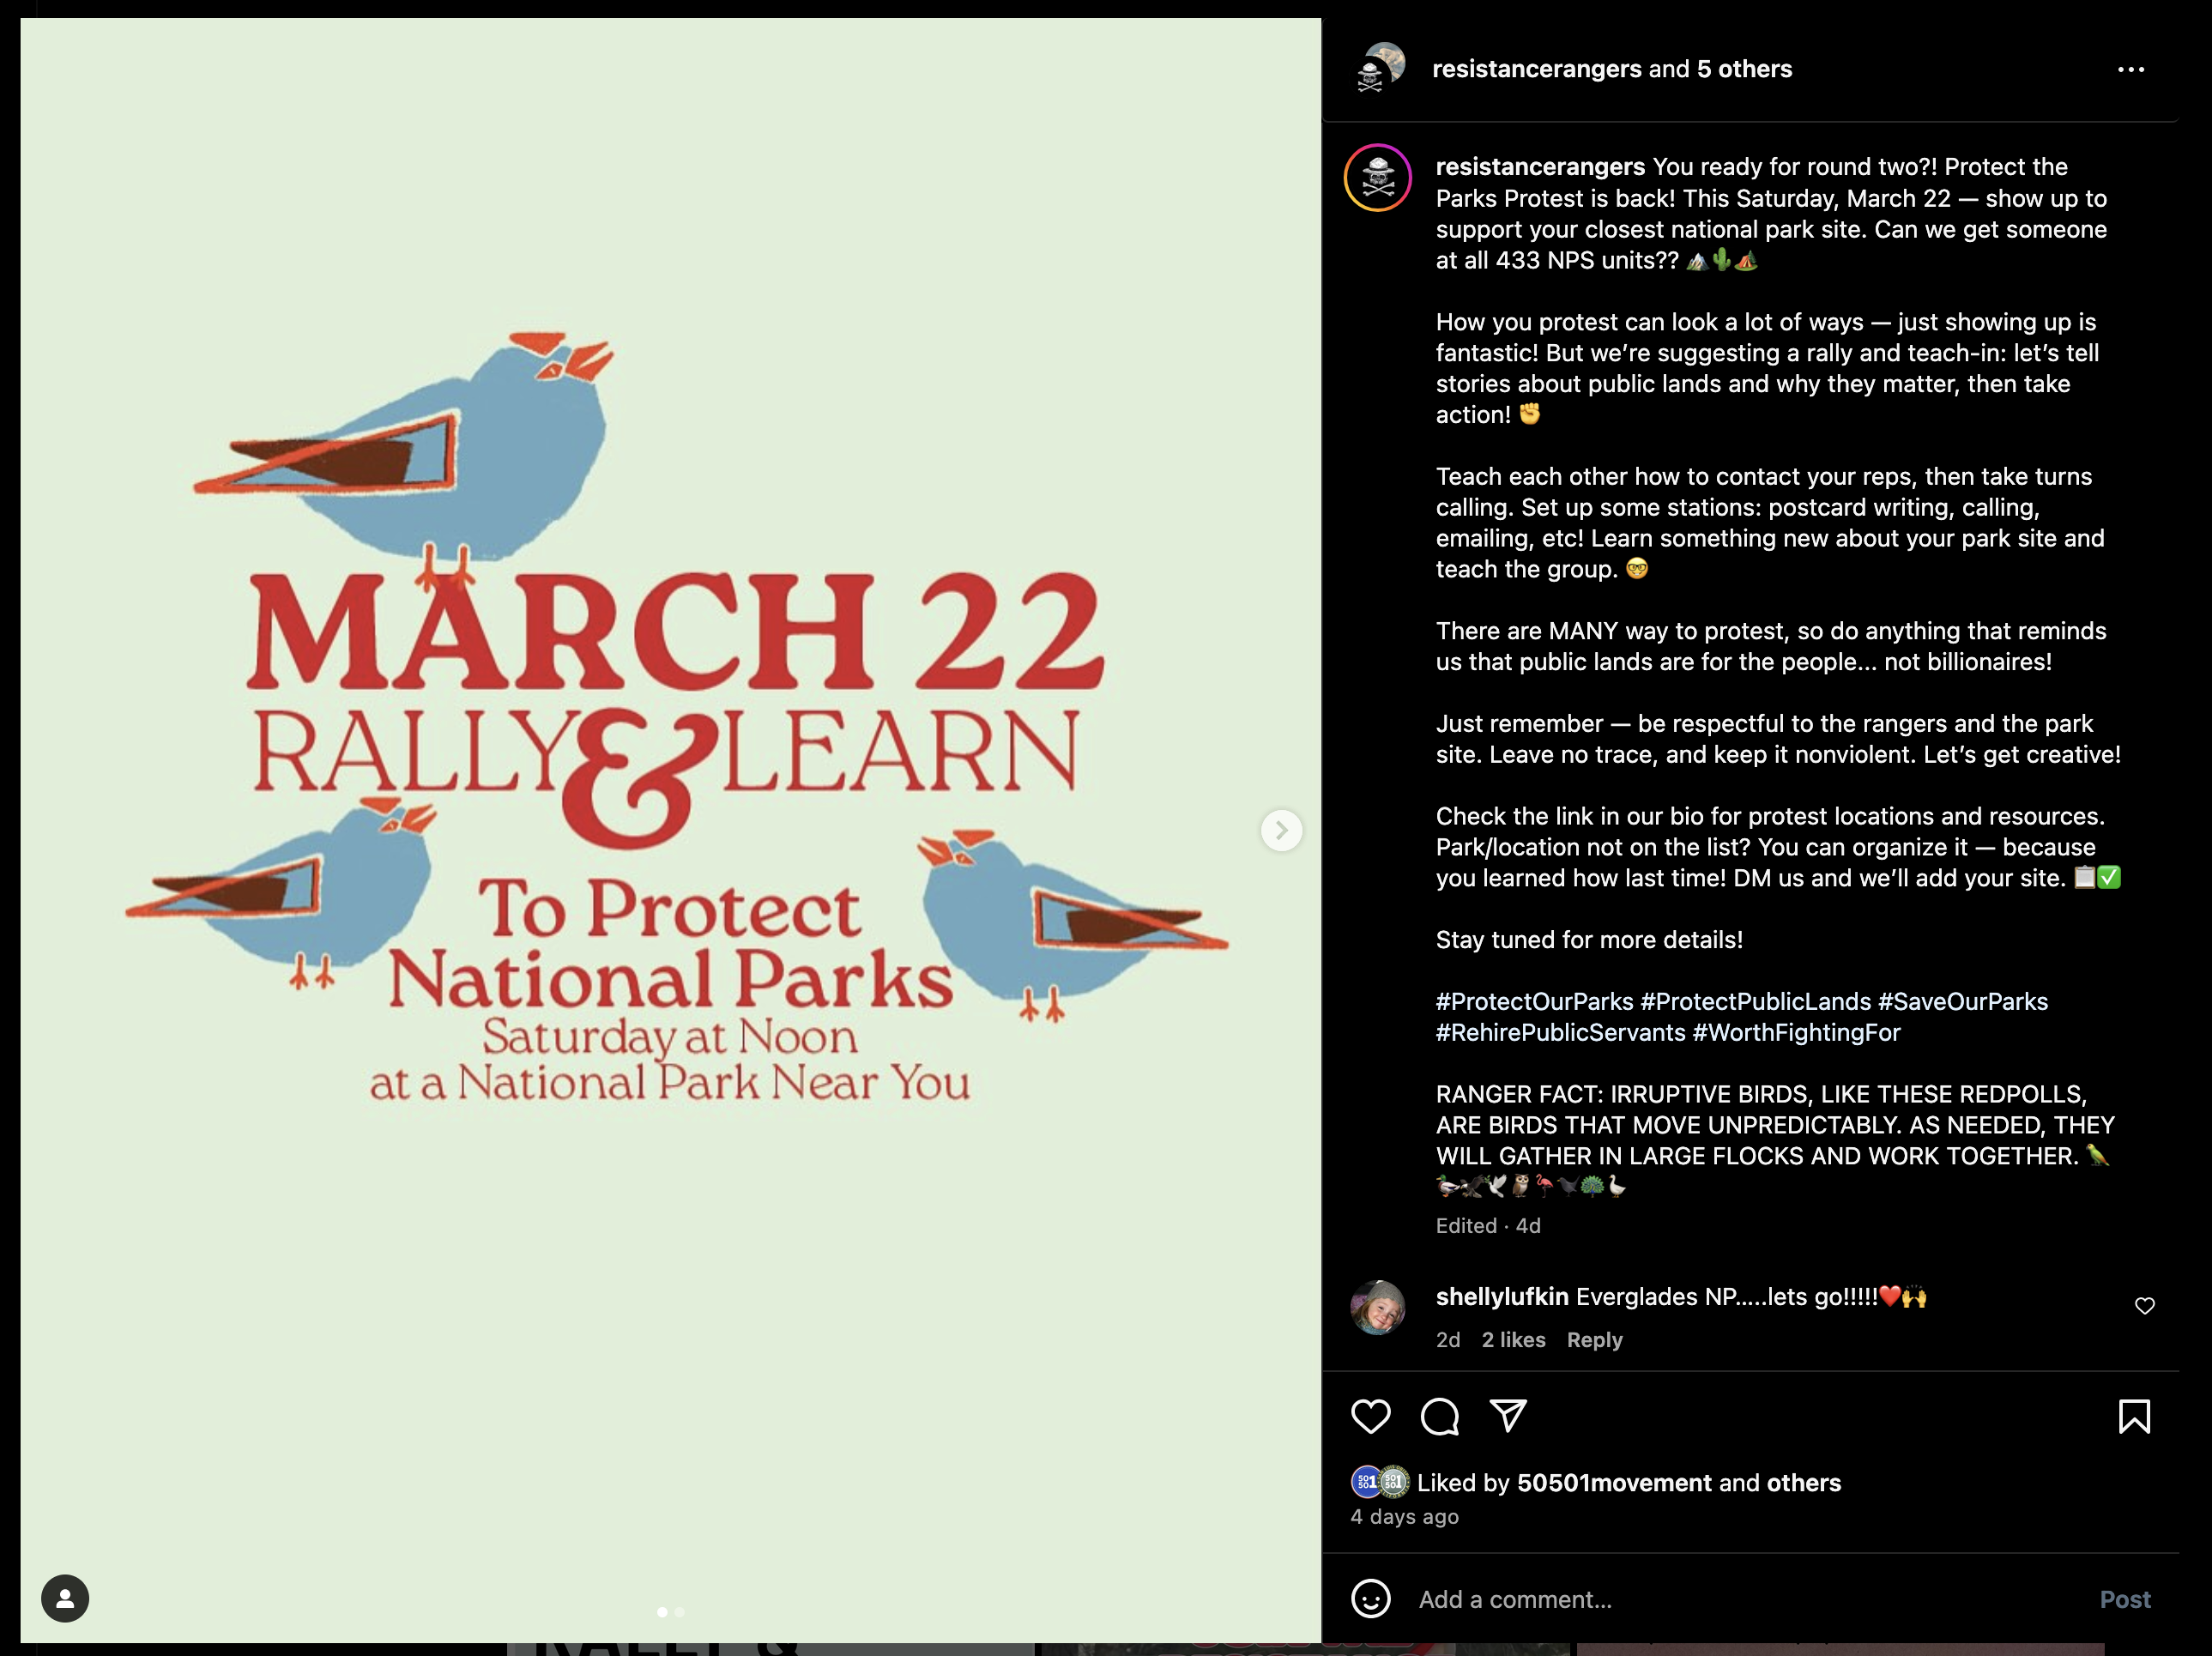 MARCH 22
RALLY & LEARN
To Protect
National Parks
Saturday at Noon
at a National Park Near You
resistancerangers and 5 others
resistancerangers You ready for round two?! Protect the
Parks Protest is back! This Saturday, March 22 — show up to
support your closest national park site. Can we get someone
at all 433 NPS units?? 🏔️🌵🏕️
How you protest can look a lot of ways — just showing up is
fantastic! But we’re suggesting a rally and teach-in: let’s tell
stories about public lands and why they matter, then take
action! ✊
Teach each other how to contact your reps, then take turns
calling. Set up some stations: postcard writing, calling,
emailing, etc! Learn something new about your park site and
teach the group. 🤓
There are MANY way to protest, so do anything that reminds
us that public lands are for the people... not billionaires!
Just remember — be respectful to the rangers and the park
site. Leave no trace, and keep it nonviolent. Let’s get creative!
Check the link in our bio for protest locations and resources.
Park/location not on the list? You can organize it — because
you learned how last time! DM us and we’ll add your site. 📋✅
Stay tuned for more details!
#ProtectOurParks #ProtectPublicLands #SaveOurParks
#RehirePublicServants #WorthFightingFor
RANGER FACT: IRRUPTIVE BIRDS, LIKE THESE REDPOLLS,
ARE BIRDS THAT MOVE UNPREDICTABLY. AS NEEDED, THEY
WILL GATHER IN LARGE FLOCKS AND WORK TOGETHER. 🦜
🦆🦅🕊️🦉🦩🐦‍⬛🦚🪿
Edited · 4d
shellylufkin Everglades NP.....lets go!!!!!❤️🙌
2d 2 likes Reply
50501 50501 Liked by 50501movement and others
4 days ago
Add a comment...
Post